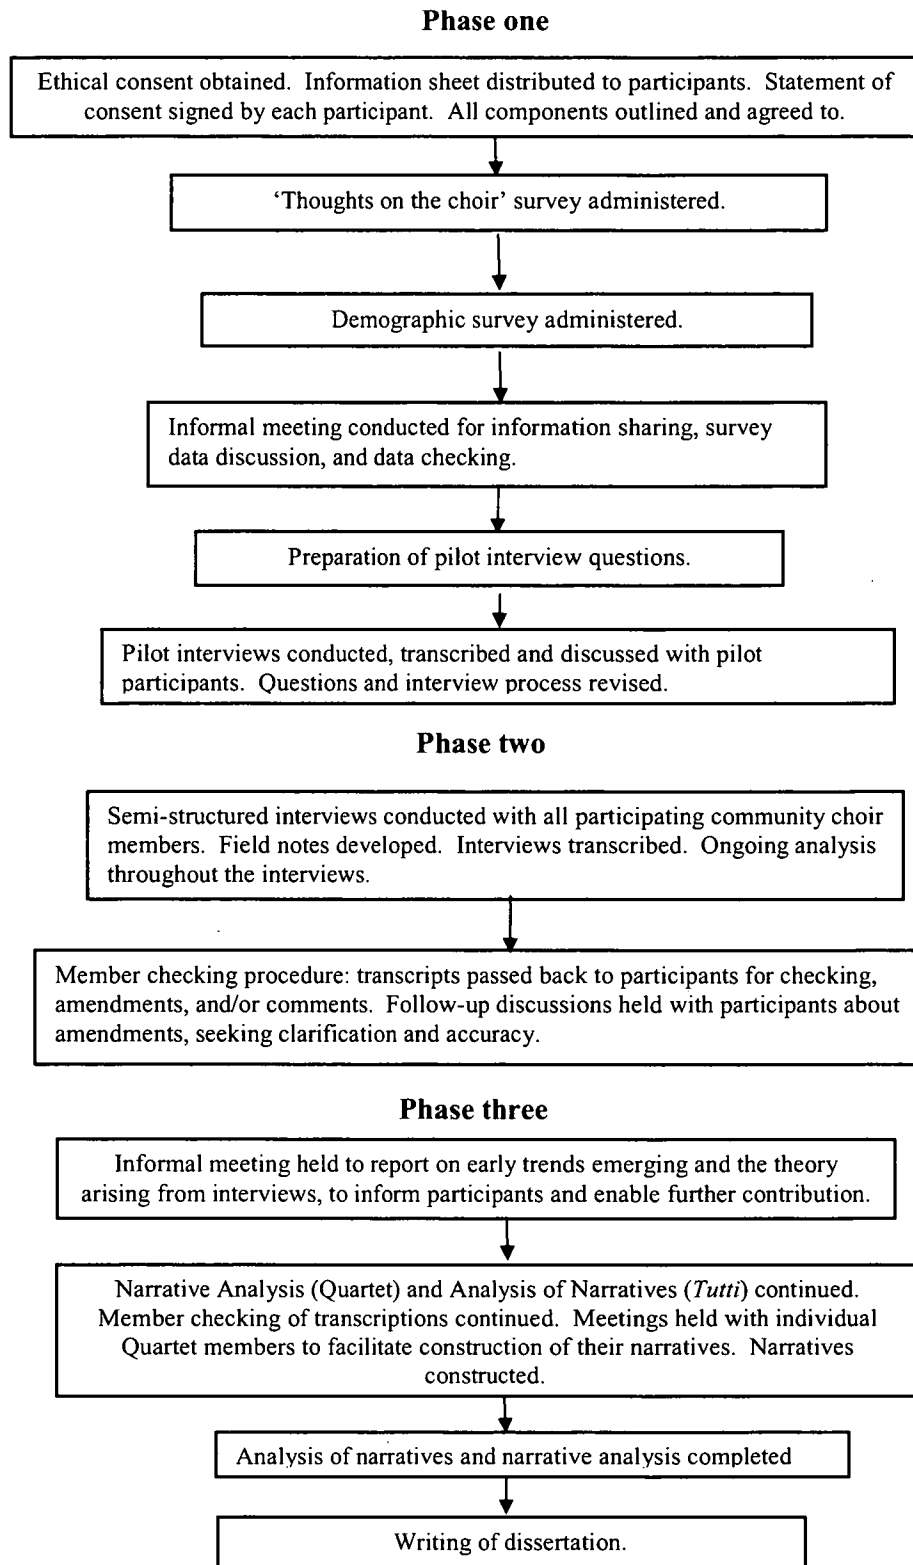 Phase one
Ethical consent obtained. Information sheet distributed to participants. Statement of
consent signed by each participant. All components outlined and agreed to.
‘Thoughts on the choir’ survey administered.
Demographic survey administered.
Informal meeting conducted for information sharing, survey
data discussion, and data checking.
Preparation of pilot interview questions.
Pilot interviews conducted, transcribed and discussed with pilot
participants. Questions and interview process revised.
Phase two
Semi-structured interviews conducted with all participating community choir
members. Field notes developed. Interviews transcribed. Ongoing analysis
throughout the interviews.
Member checking procedure: transcripts passed back to participants for checking,
amendments, and/or comments. Follow-up discussions held with participants about
amendments, seeking clarification and accuracy.
Phase three
Informal meeting held to report on early trends emerging and the theory
arising from interviews, to inform participants and enable further contribution.
Narrative Analysis (Quartet) and Analysis of Narratives (Tutti) continued.
Member checking of transcriptions continued. Meetings held with individual
Quartet members to facilitate construction of their narratives. Narratives
constructed.
Analysis of narratives and narrative analysis completed
Writing of dissertation.